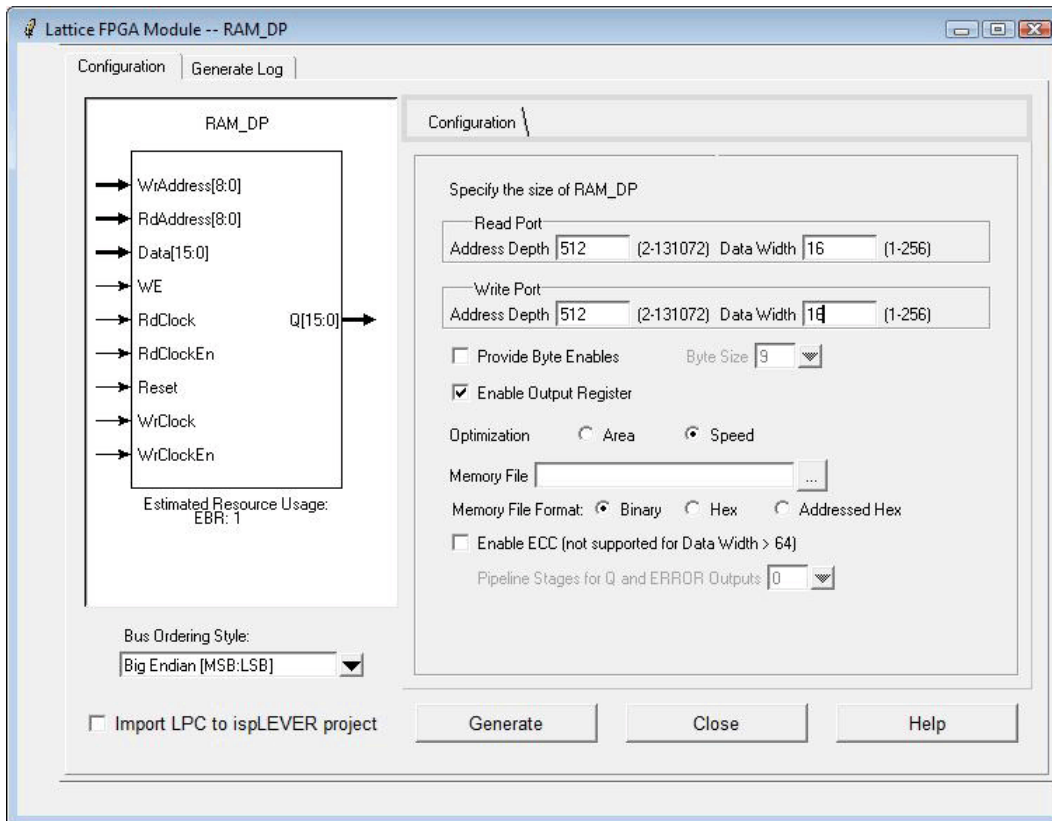 Lattice FPGA Module -- RAM_DP
Configuration
Generate Log
RAM_DP
WrAddress[8:0]
RdAddress[8:0]
Data[15:0]
WE
RdClock
Q[15:0]
RdClockEn
Reset
WrClock
WrClockEn
Estimated Resource Usage:
EBR: 1
Bus Ordering Style:
Big Endian [MSB:LSB]
Import LPC to ispLEVER project
Configuration
Specify the size of RAM_DP
Read Port
Address Depth 512 (2-131072) Data Width 16 (1-256)
Write Port
Address Depth 512 (2-131072) Data Width 16 (1-256)
Provide Byte Enables Byte Size 9
Enable Output Register
Optimization Area Speed
Memory File ...
Memory File Format: Binary Hex Addressed Hex
Enable ECC (not supported for Data Width > 64)
Pipeline Stages for Q and ERROR Outputs 0
Generate Close Help